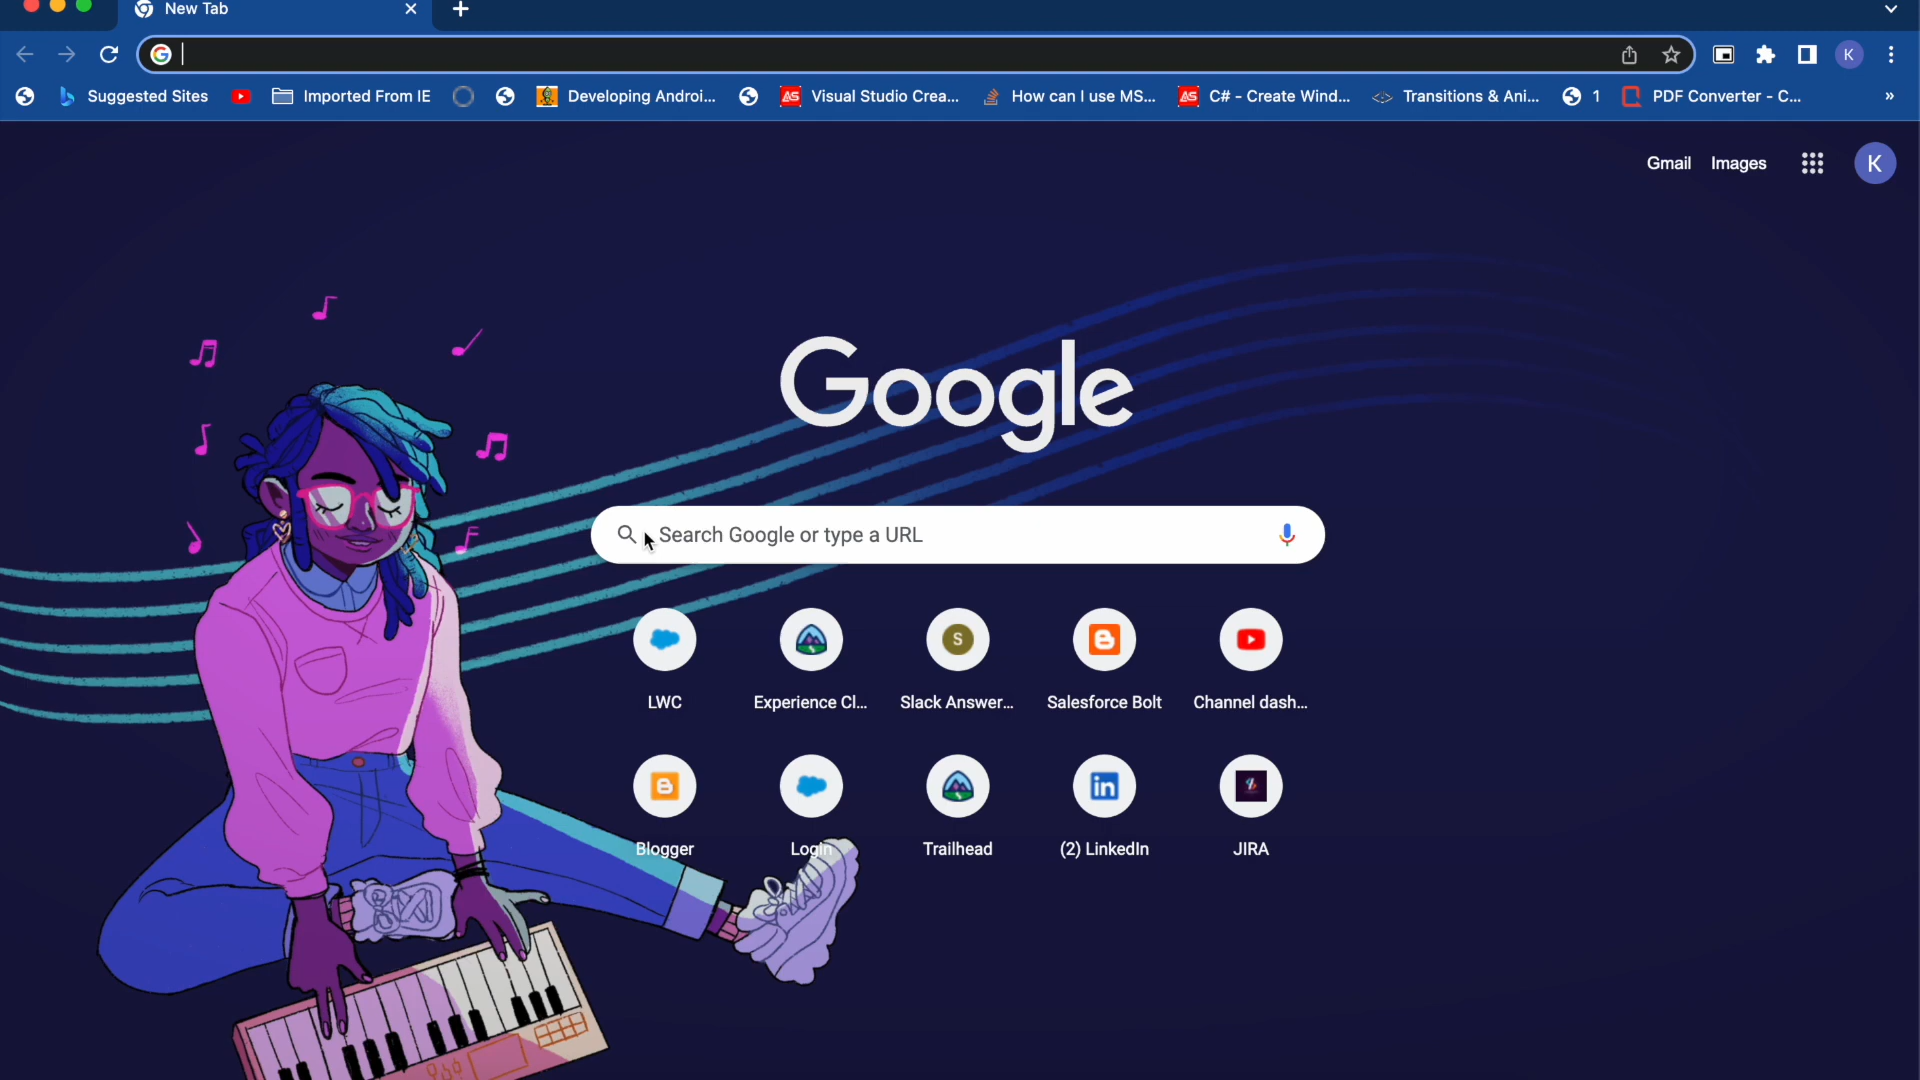 New Tab
Suggested Sites
Imported From IE
Developing Androi...
Visual Studio Crea...
How can I use MS...
C# - Create Wind...
Transitions & Ani...
1
PDF Converter - C...
»
K
Gmail
Images
K
Google
Search Google or type a URL
LWC
Experience Cl...
S
Slack Answer...
Salesforce Bolt
Channel dash...
Blogger
Login
Trailhead
in
(2) LinkedIn
JIRA